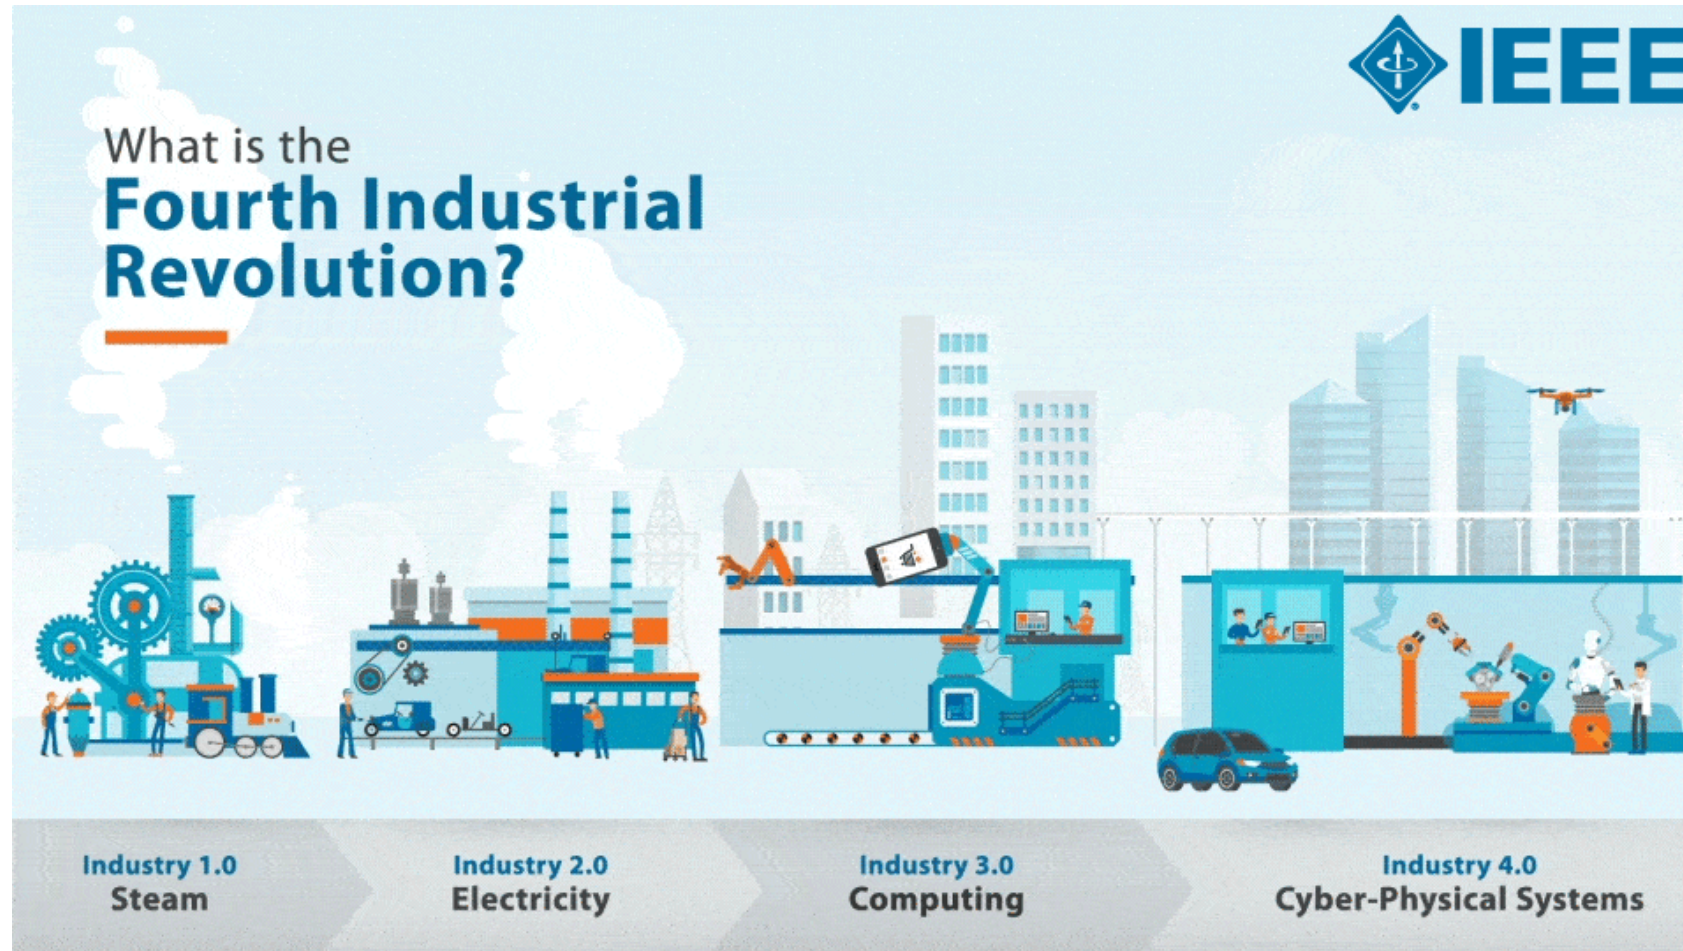 IEEE
What is the
Fourth Industrial
Revolution?
Industry 1.0
Steam
Industry 2.0
Electricity
Industry 3.0
Computing
Industry 4.0
Cyber-Physical Systems